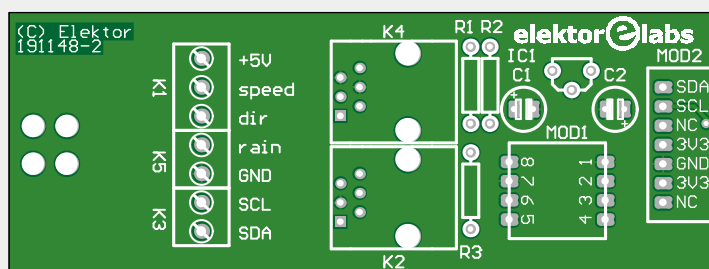 (C) Elektor
191148-2
K1
+5V
speed
dir
K5
rain
GND
K3
SCL
SDA
K4
K2
R1 R2
R3
elektor e labs
IC1
C1
C2
MOD1
8
7
6
5
1
2
3
4
MOD2
SDA
SCL
NC
3V3
GND
3V3
NC